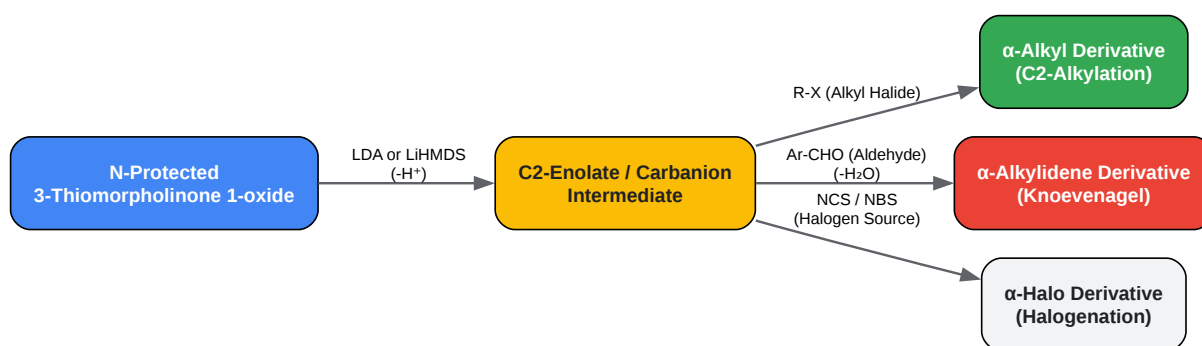 N-Protected
3-Thiomorpholinone 1-oxide
LDA or LiHMDS
(-H⁺)
C2-Enolate / Carbanion
Intermediate
R-X (Alkyl Halide)
α-Alkyl Derivative
(C2-Alkylation)
Ar-CHO (Aldehyde)
(-H₂O)
α-Alkylidene Derivative
(Knoevenagel)
NCS / NBS
(Halogen Source)
α-Halo Derivative
(Halogenation)